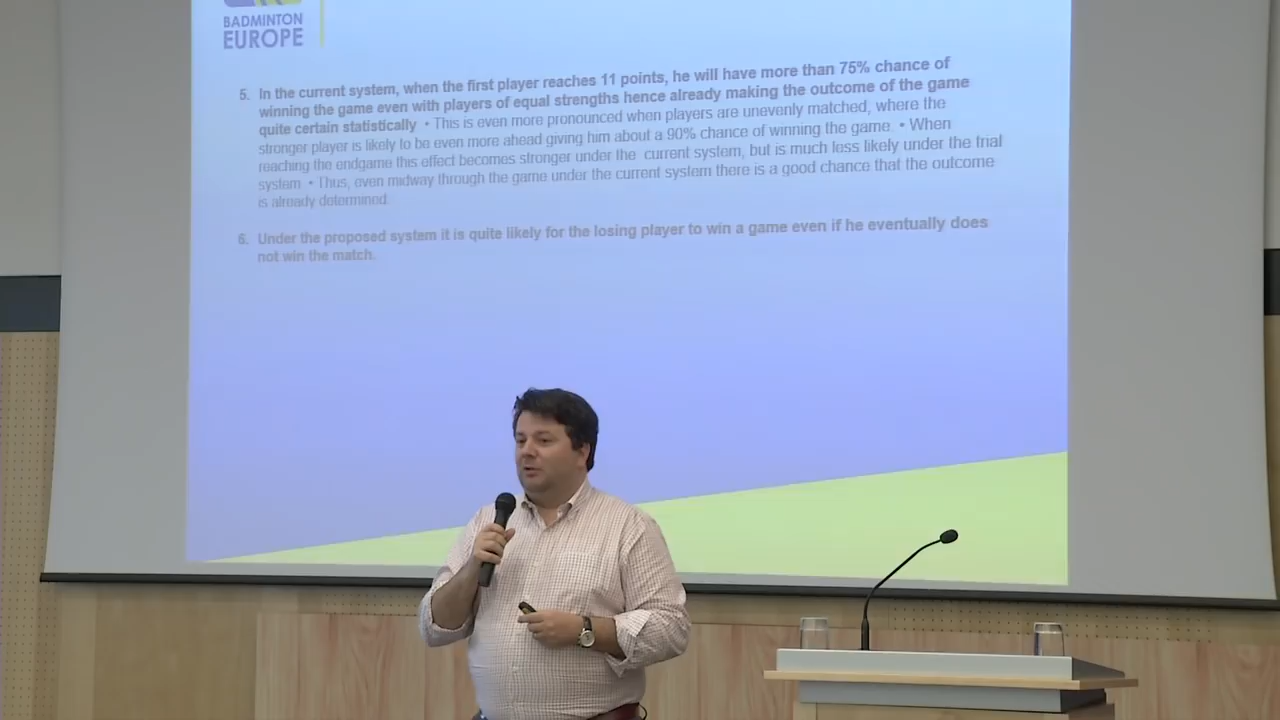 BADMINTON
EUROPE
5. In the current system, when the first player reaches 11 points, he will have more than 75% chance of
winning the game even with players of equal strengths hence already making the outcome of the game
quite certain statistically • This is even more pronounced when players are unevenly matched, where the
stronger player is likely to be even more ahead giving him about a 90% chance of winning the game. • When
reaching the endgame this effect becomes stronger under the current system, but is much less likely under the trial
system • Thus, even midway through the game under the current system there is a good chance that the outcome
is already determined.
6. Under the proposed system it is quite likely for the losing player to win a game even if he eventually does
not win the match.